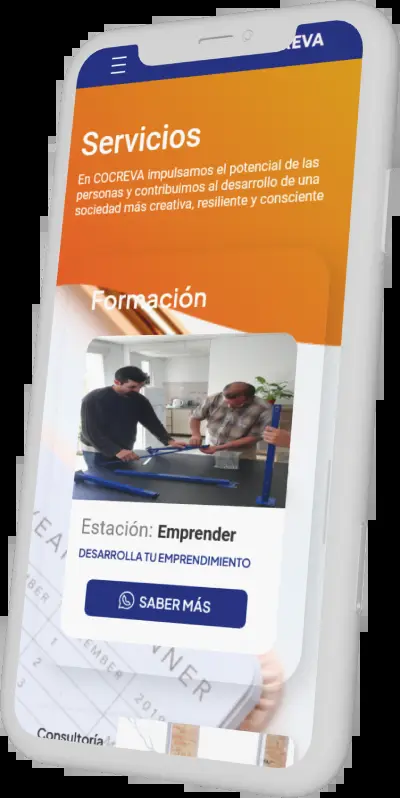 REVA
Servicios
En COCREVA impulsamos el potencial de las
personas y contribuimos al desarrollo de una
sociedad más creativa, resiliente y consciente
Formación
Estación: Emprender
DESARROLLA TU EMPRENDIMIENTO
SABER MÁS
Consultoría